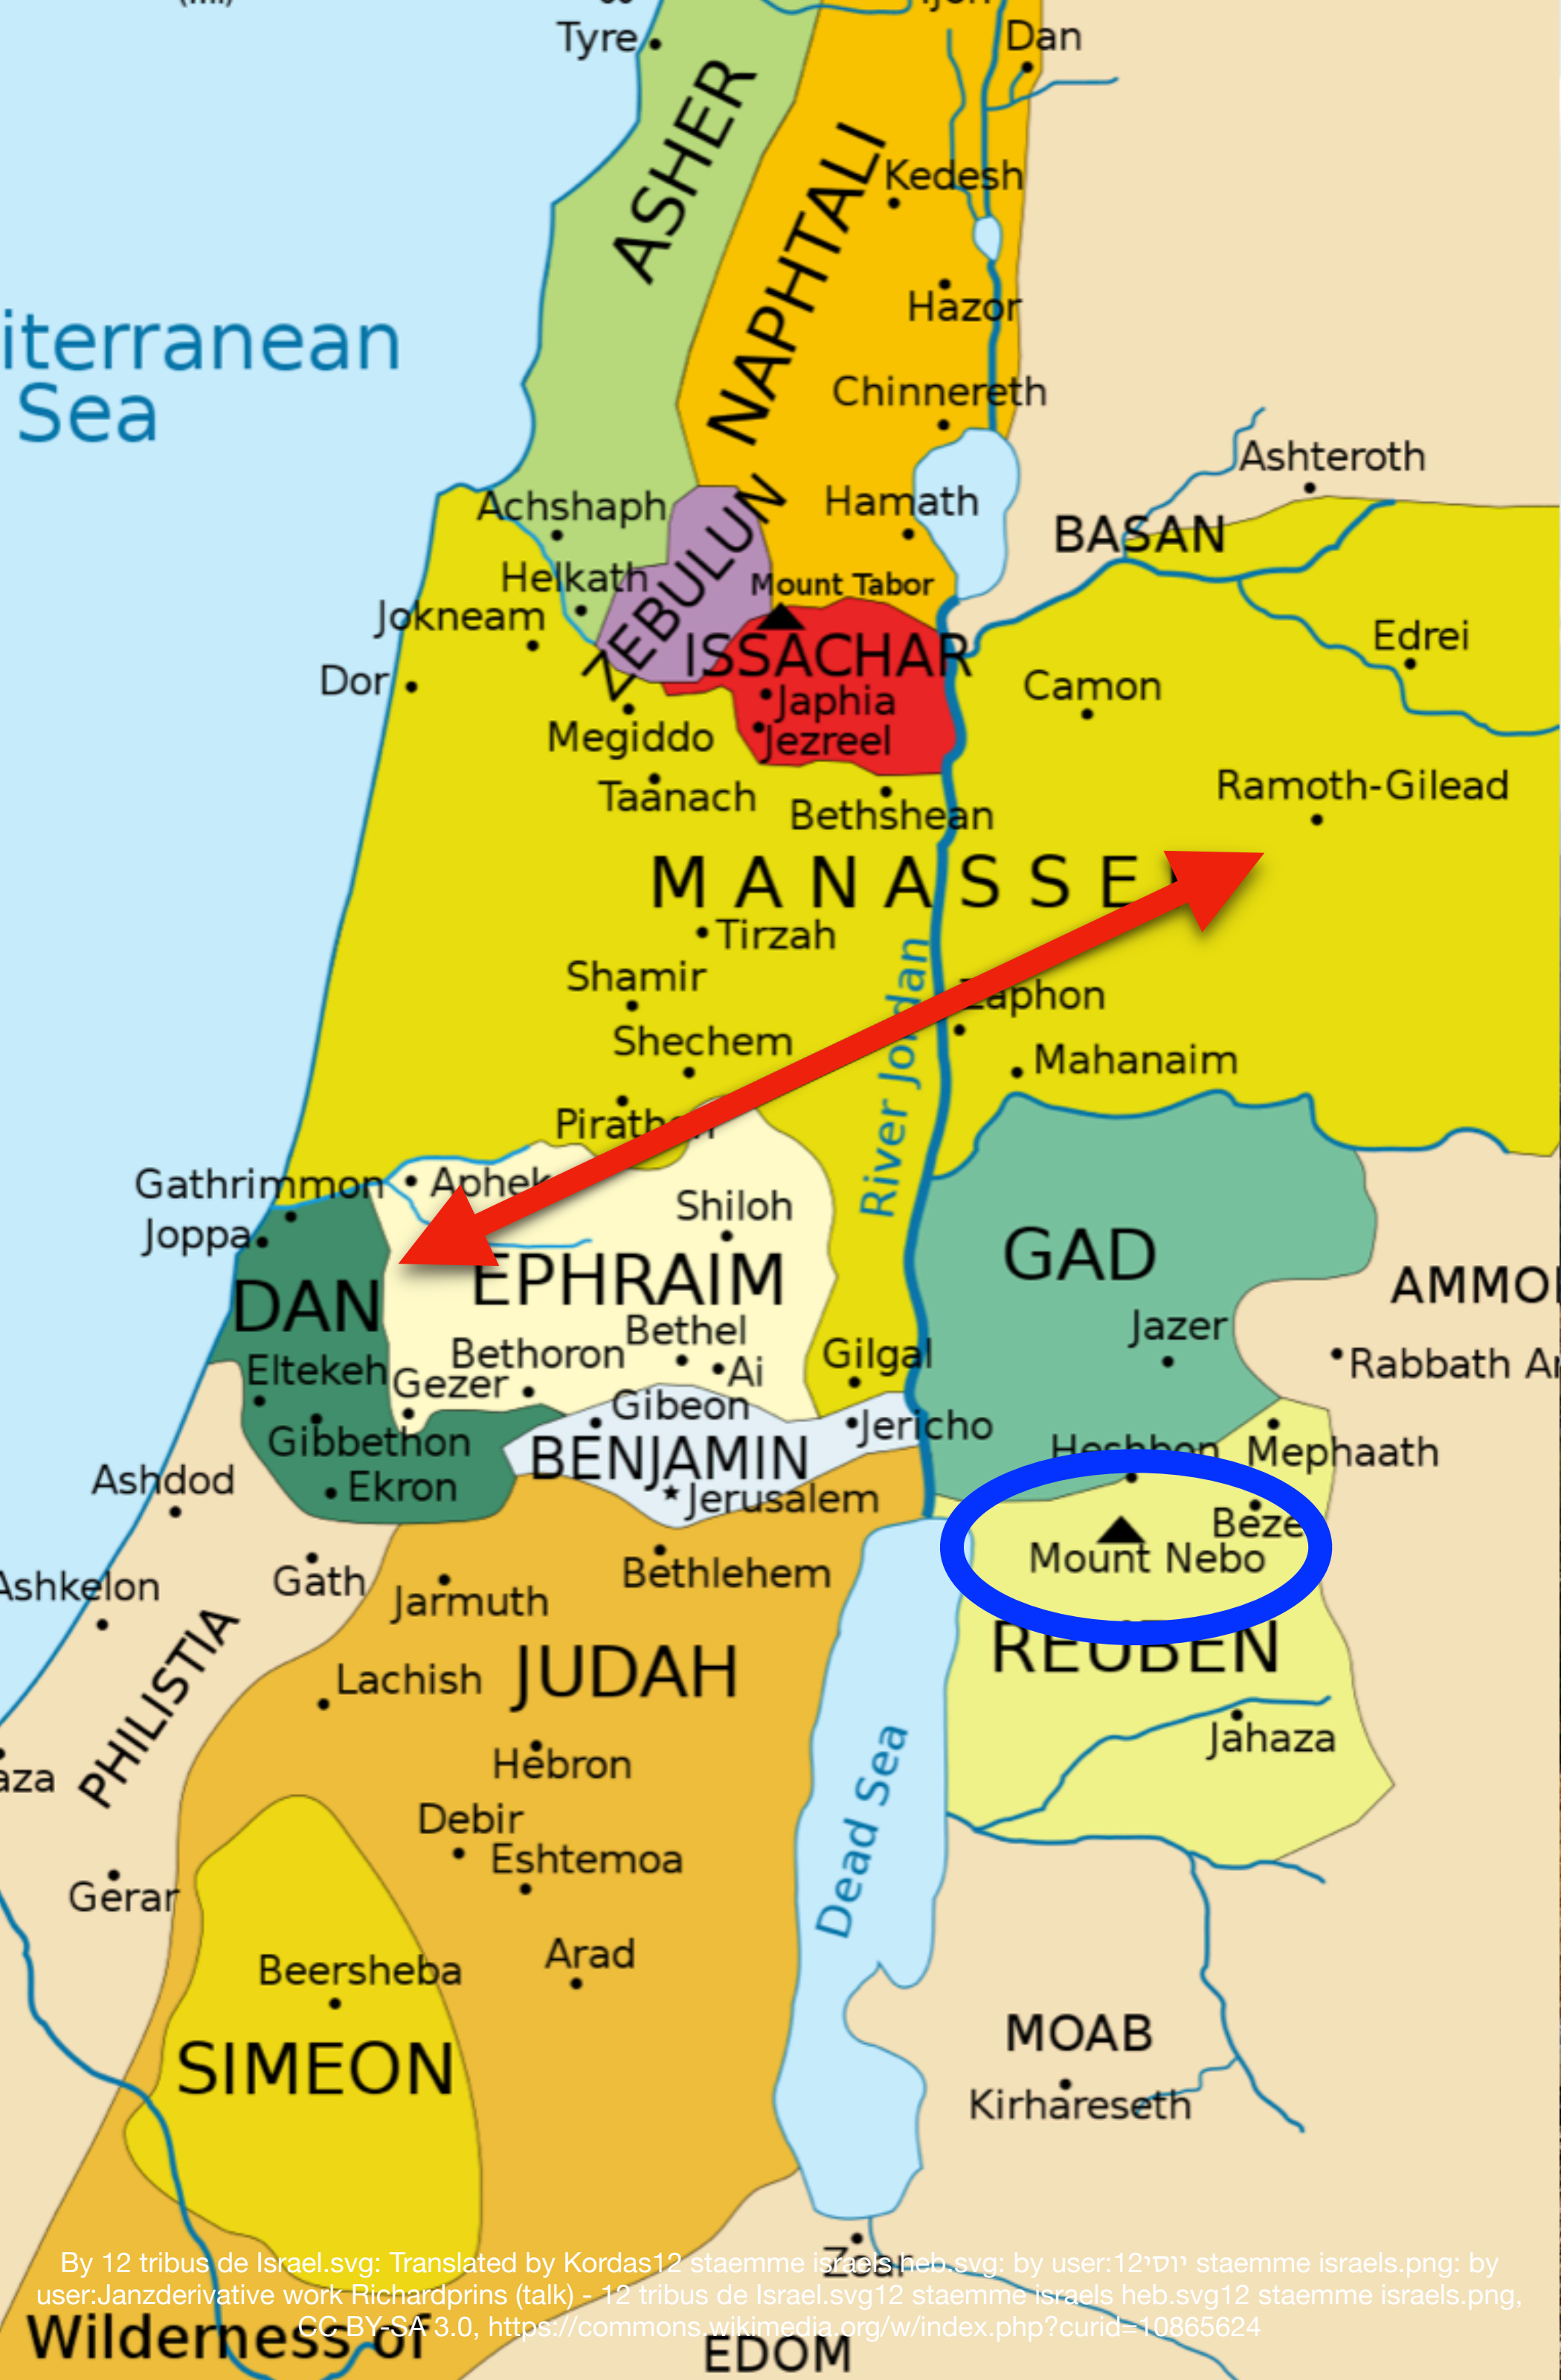 Tyre
Dan
ASHER
NAPHTALI
Kedesh
Hazor
iterranean
Sea
Chinnereth
Ashteroth
Achshaph
Hamath
BASAN
ZEBULUN
Helkath
Mount Tabor
Jokneam
ISSACHAR
Edrei
Dor
Camon
Japhia
Megiddo
Jezreel
Taanach
Ramoth-Gilead
Bethshean
MANASSE
Tirzah
Shamir
Zaphon
Shechem
Mahanaim
River Jordan
Pirathon
Gathrimmon
Aphek
Shiloh
Joppa
GAD
EPHRAIM
AMMO
DAN
Jazer
Bethel
Bethoron
Gilgal
Eltekeh
Ai
Rabbath A
Gezer
Gibeon
Jericho
Gibbethon
BENJAMIN
Heshbon
Mephaath
Ashdod
Ekron
Jerusalem
Beze
Mount Nebo
Ashkelon
Gath
Bethlehem
Jarmuth
REUBEN
PHILISTIA
Lachish
JUDAH
Jahaza
Hebron
aza
Dead Sea
Debir
Eshtemoa
Gerar
Arad
Beersheba
MOAB
SIMEON
Kirhareseth
Zoar
By 12 tribus de Israel.svg: Translated by Kordas12 staemme israels heb.svg: by user:12יוסי staemme israels.png: by
user:Janzderivative work Richardprins (talk) - 12 tribus de Israel.svg12 staemme israels heb.svg12 staemme israels.png,
CC BY-SA 3.0, https://commons.wikimedia.org/w/index.php?curid=10865624
Wilderness of
EDOM